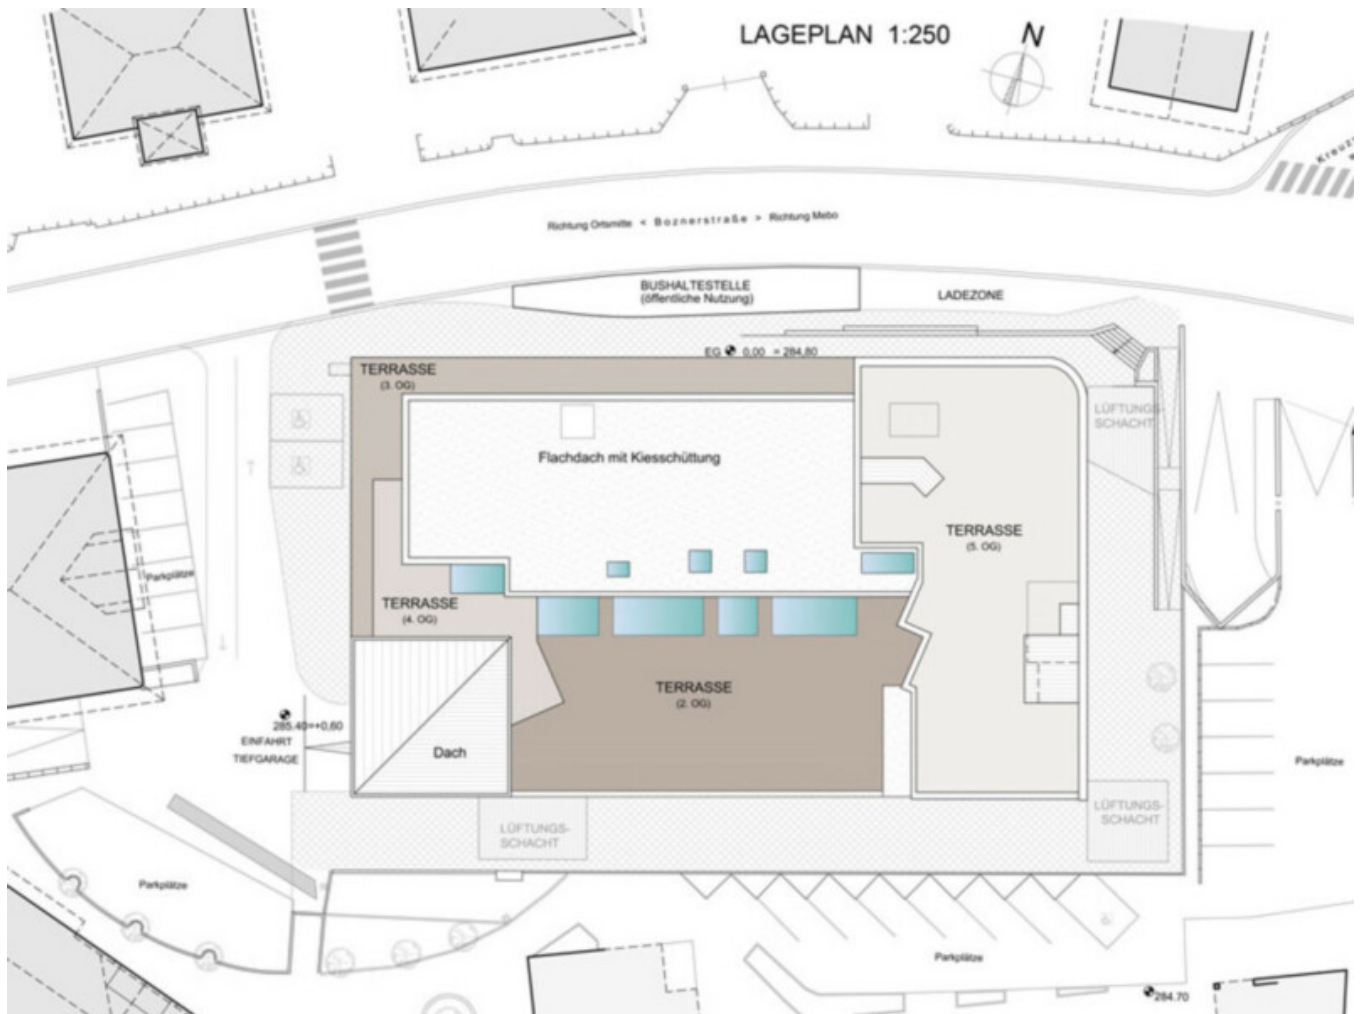 LAGEPLAN 1:250
N
Richtung Ortsmitte < Boznerstraße > Richtung Mebo
BUSHALTESTELLE
(öffentliche Nutzung)
LADEZONE
EG 0,00 = 284,80
TERRASSE
(3. OG)
LÜFTUNGS-
SCHACHT
Flachdach mit Kiesschüttung
TERRASSE
(5. OG)
Parkplätze
TERRASSE
(4. OG)
TERRASSE
(2. OG)
285.40=+0,60
EINFAHRT
TIEFGARAGE
Dach
Parkplätze
LÜFTUNGS-
SCHACHT
LÜFTUNGS-
SCHACHT
Parkplätze
Parkplätze
284.70